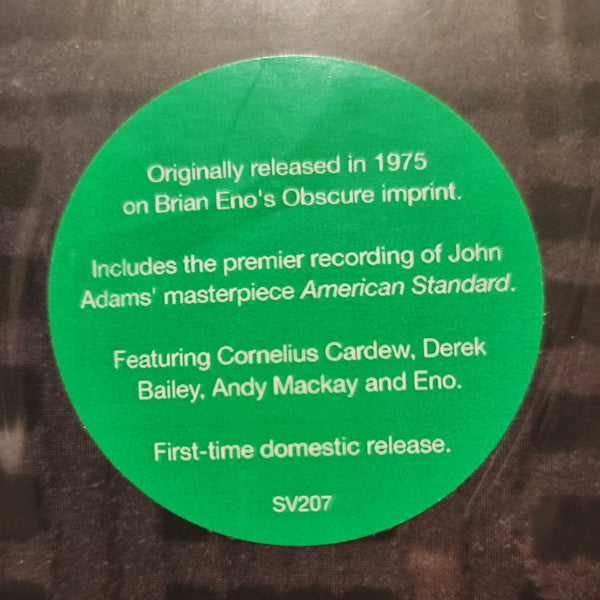 Originally released in 1975
on Brian Eno's Obscure imprint.
Includes the premier recording of John
Adams' masterpiece American Standard.
Featuring Cornelius Cardew, Derek
Bailey, Andy Mackay and Eno.
First-time domestic release.
SV207